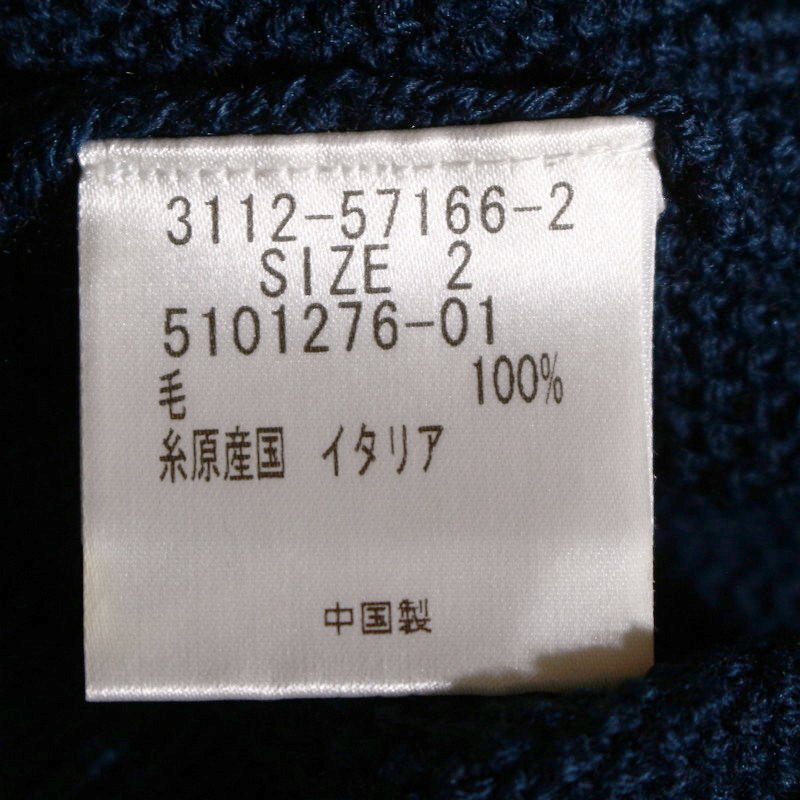 3112-57166-2
SIZE 2
5101276-01
毛 100%
糸原産国 イタリア
中国製